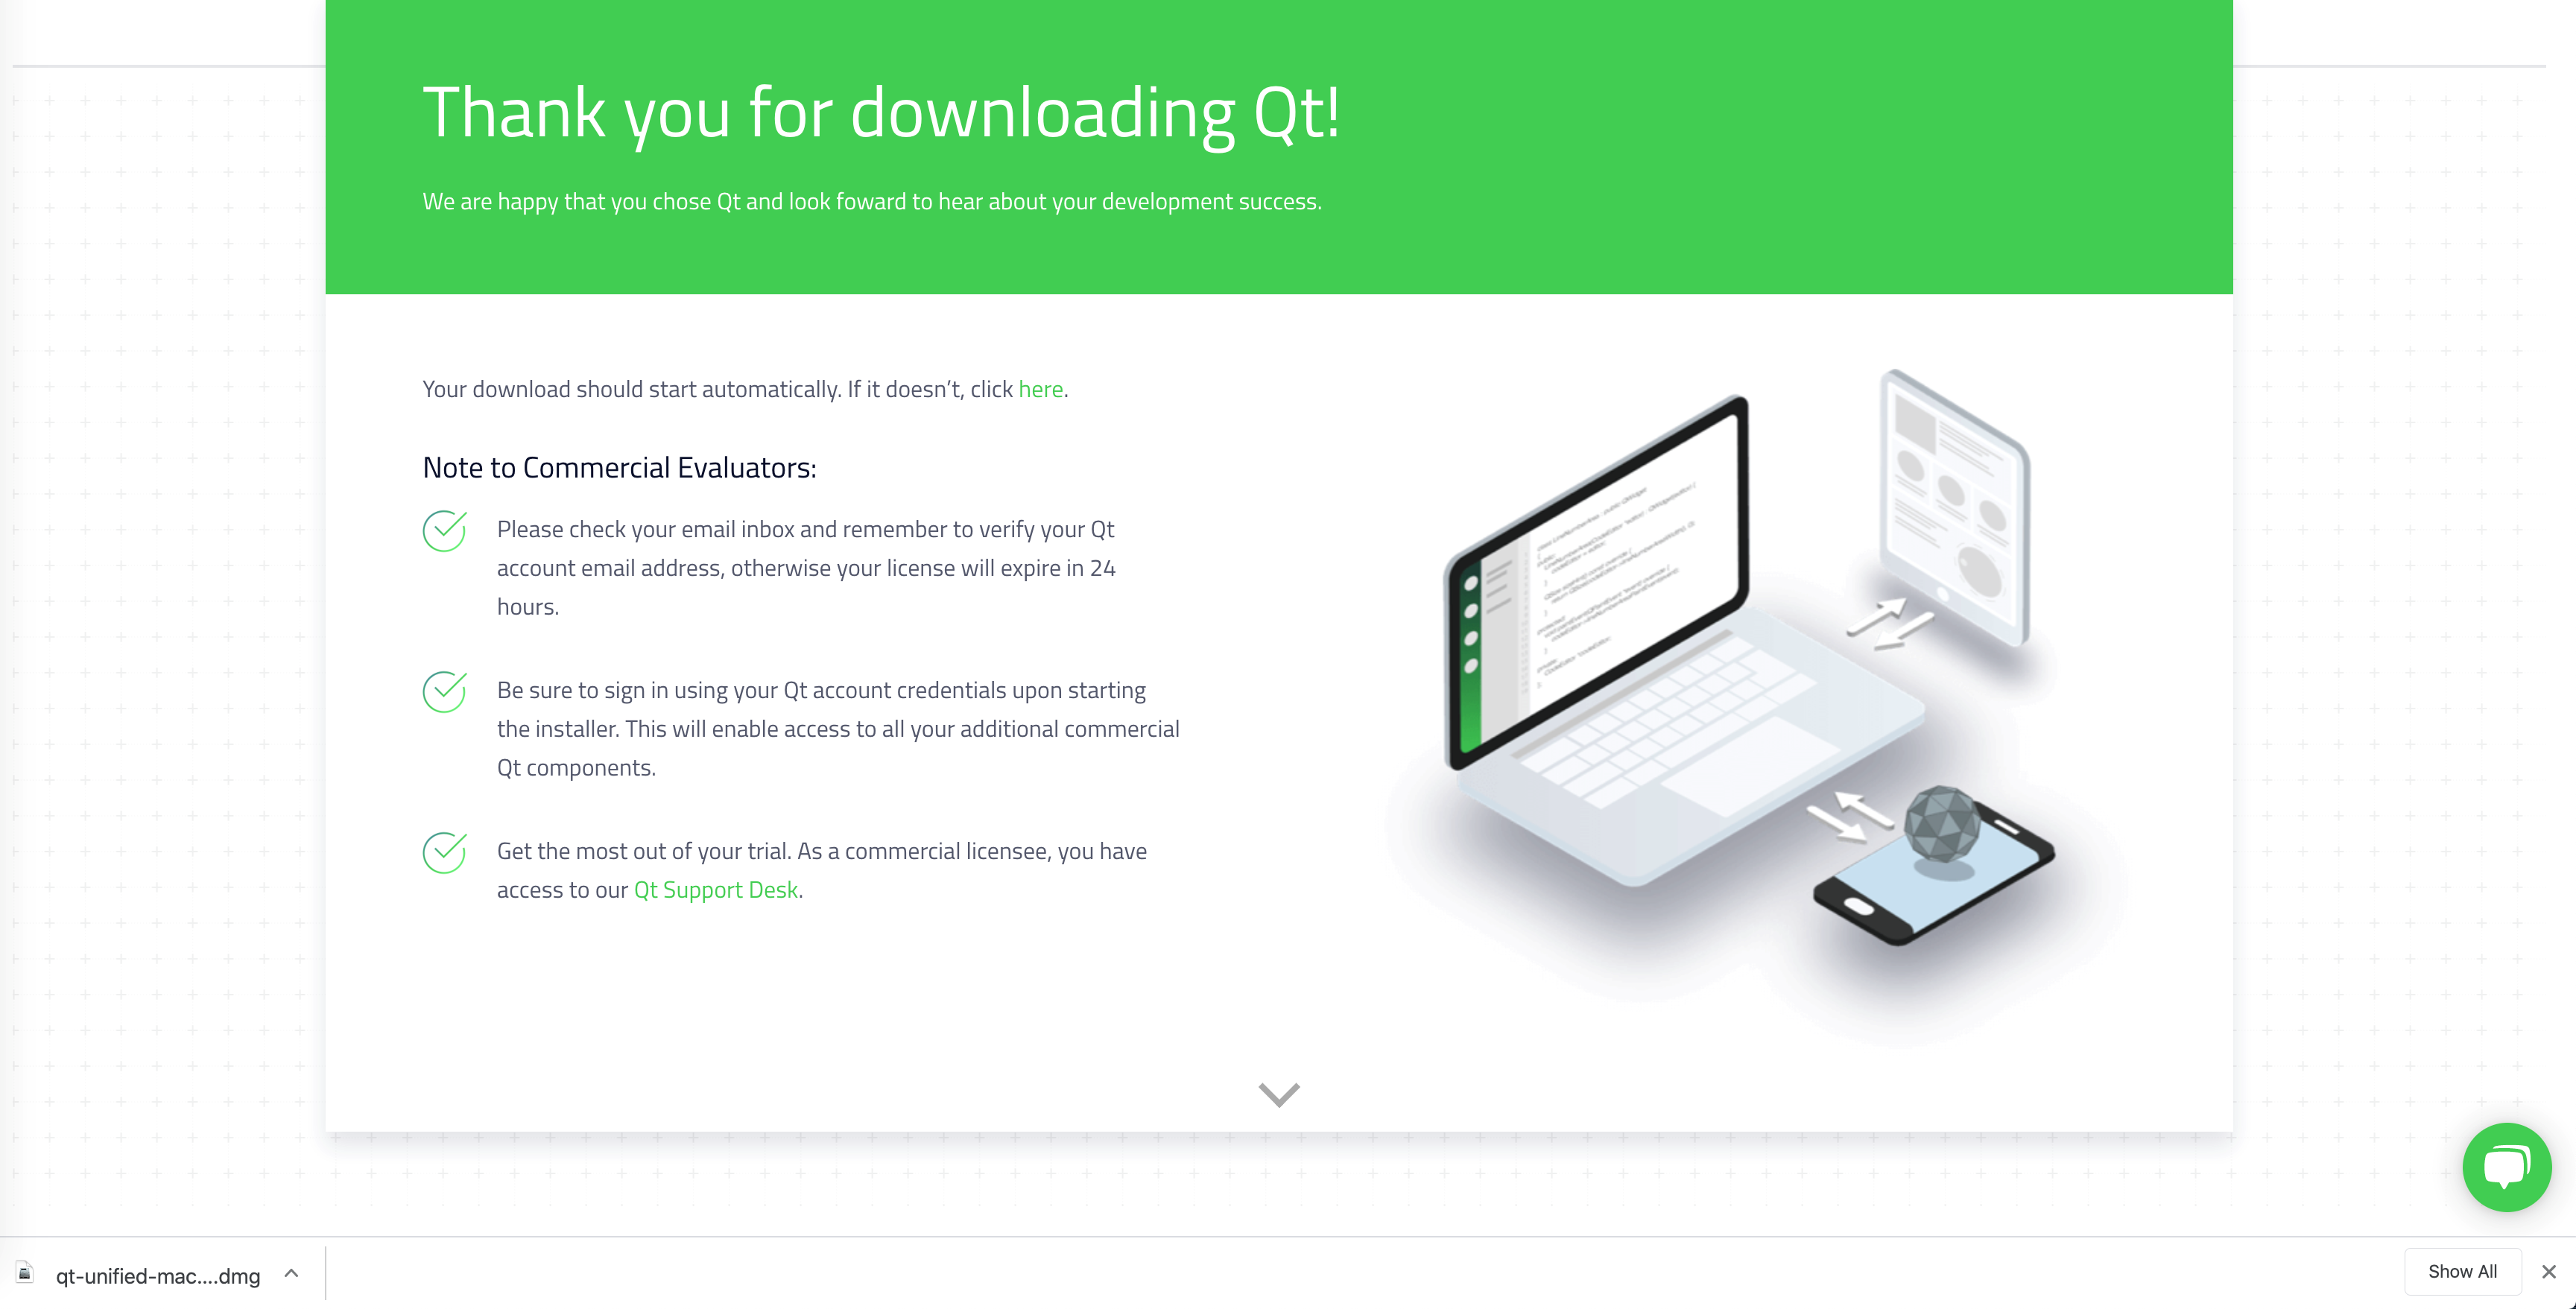 Thank you for downloading Qt!
We are happy that you chose Qt and look foward to hear about your development success.
Your download should start automatically. If it doesn’t, click here.
Note to Commercial Evaluators:
Please check your email inbox and remember to verify your Qt
account email address, otherwise your license will expire in 24
hours.
Be sure to sign in using your Qt account credentials upon starting
the installer. This will enable access to all your additional commercial
Qt components.
Get the most out of your trial. As a commercial licensee, you have
access to our Qt Support Desk.
qt-unified-mac....dmg
Show All